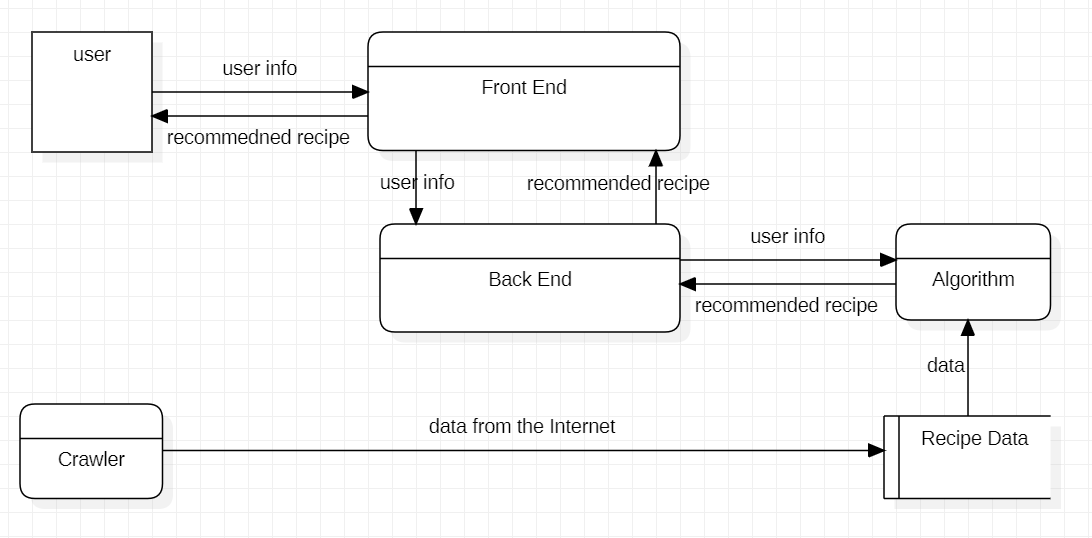 user
user info
Front End
recommedned recipe
user info
recommended recipe
user info
Back End
Algorithm
recommended recipe
data
data from the Internet
Recipe Data
Crawler